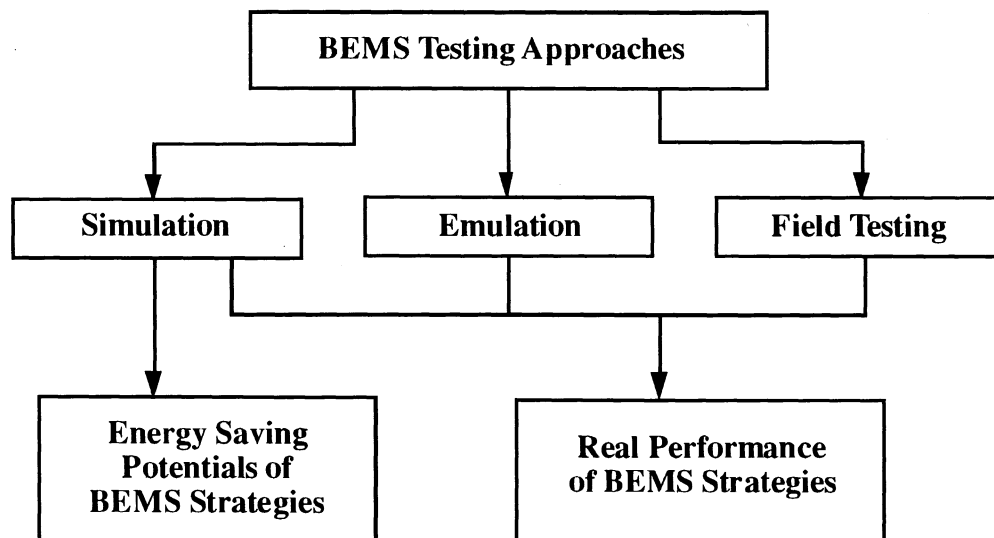 BEMS Testing Approaches
Simulation
Emulation
Field Testing
Energy Saving
Potentials of
BEMS Strategies
Real Performance
of BEMS Strategies